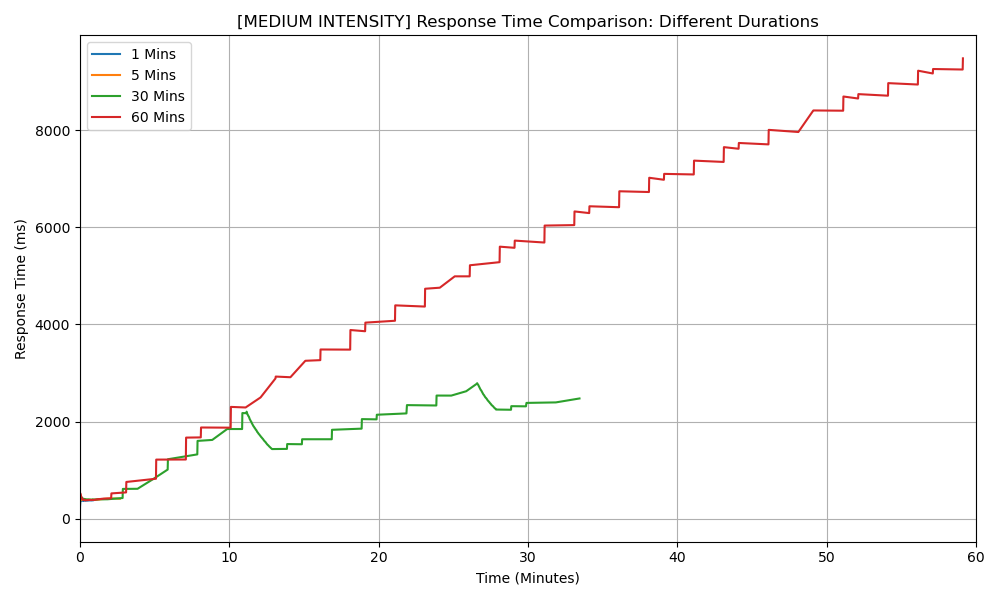 [MEDIUM INTENSITY] Response Time Comparison: Different Durations
1 Mins
5 Mins
30 Mins
60 Mins
Response Time (ms)
8000
6000
4000
2000
0
0 10 20 30 40 50 60
Time (Minutes)